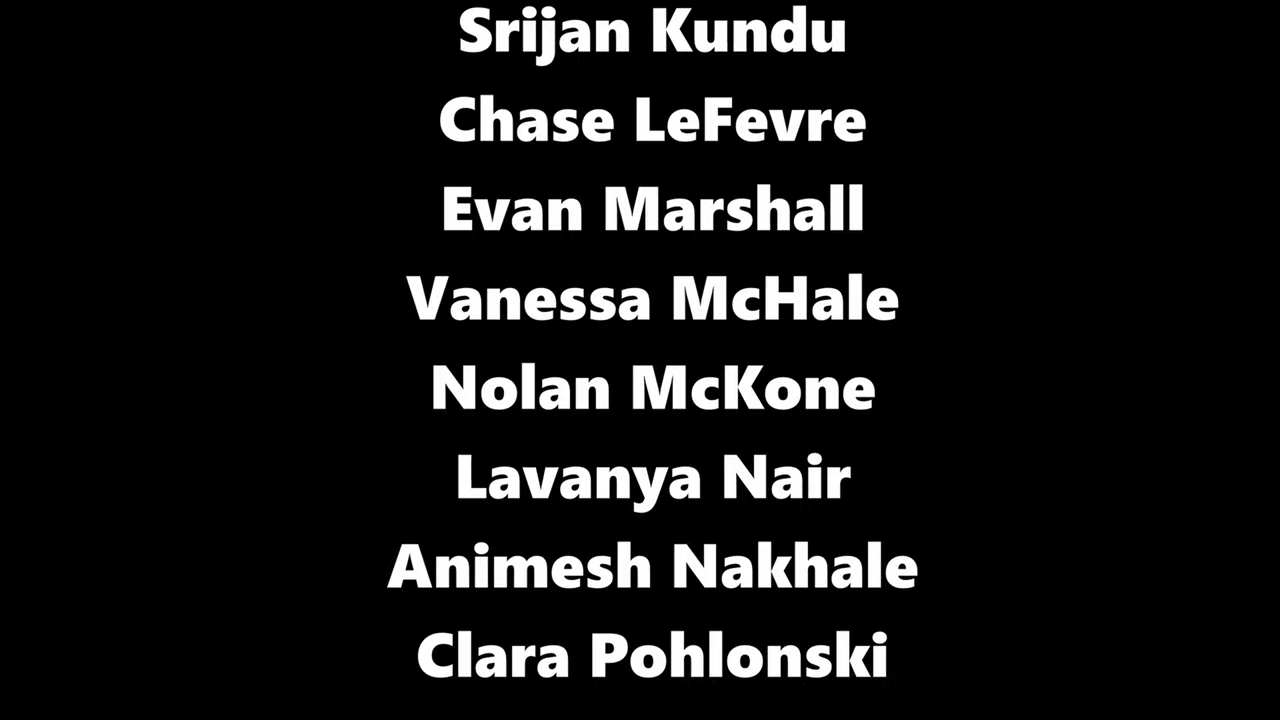 Srijan Kundu
Chase LeFevre
Evan Marshall
Vanessa McHale
Nolan McKone
Lavanya Nair
Animesh Nakhale
Clara Pohlonski